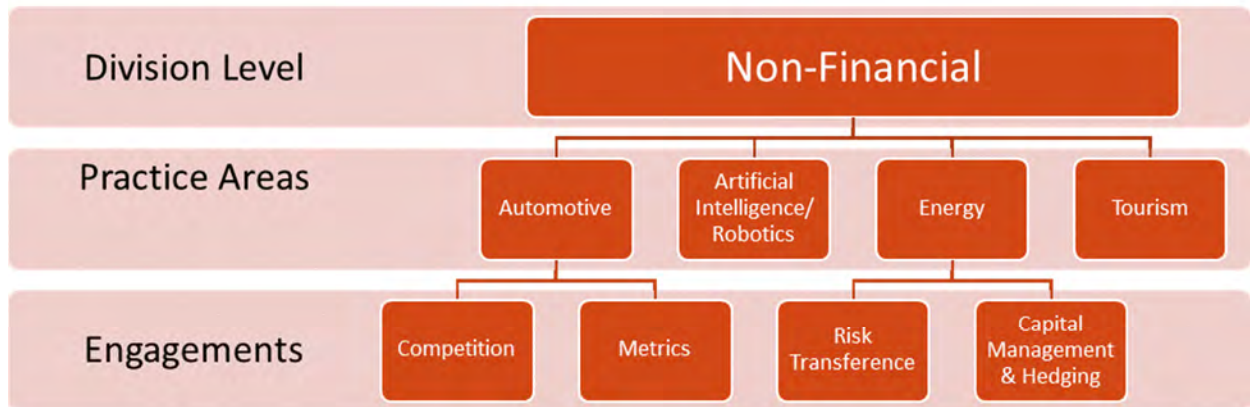 Division Level
Non-Financial
Practice Areas
Automotive
Artificial
Intelligence/
Robotics
Energy
Tourism
Engagements
Competition
Metrics
Risk
Transference
Capital
Management
& Hedging